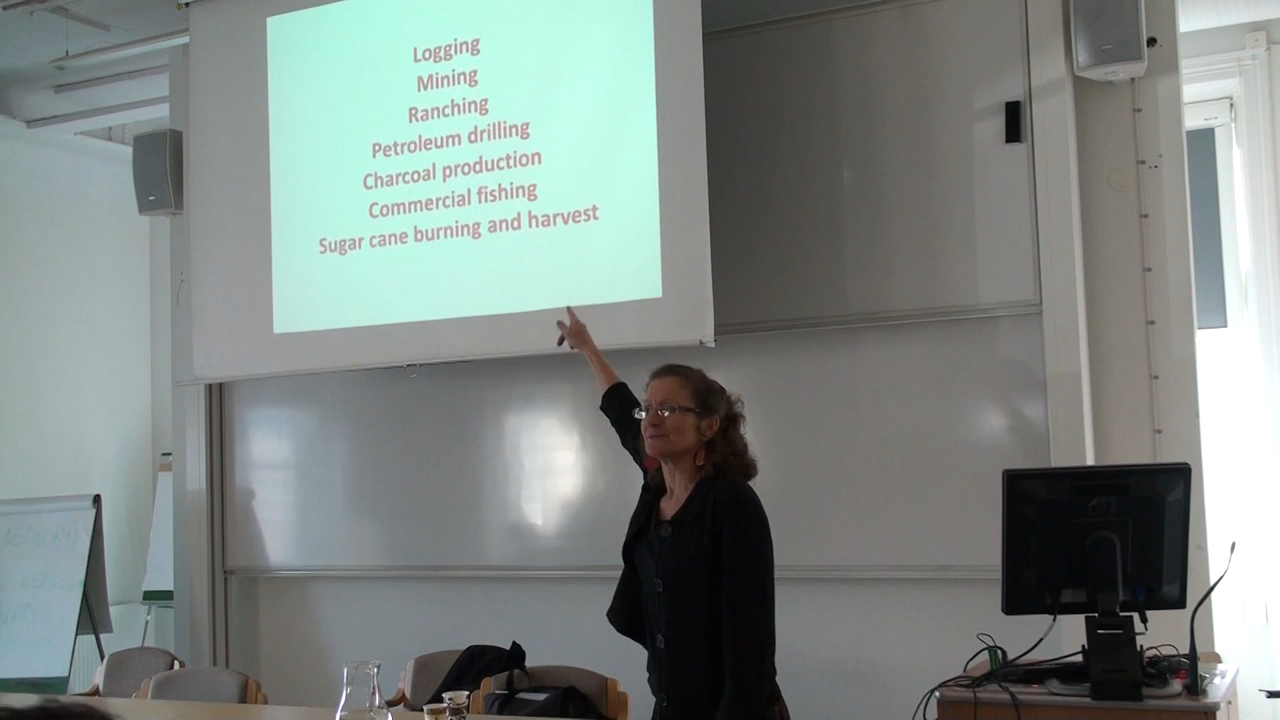 Logging
Mining
Ranching
Petroleum drilling
Charcoal production
Commercial fishing
Sugar cane burning and harvest